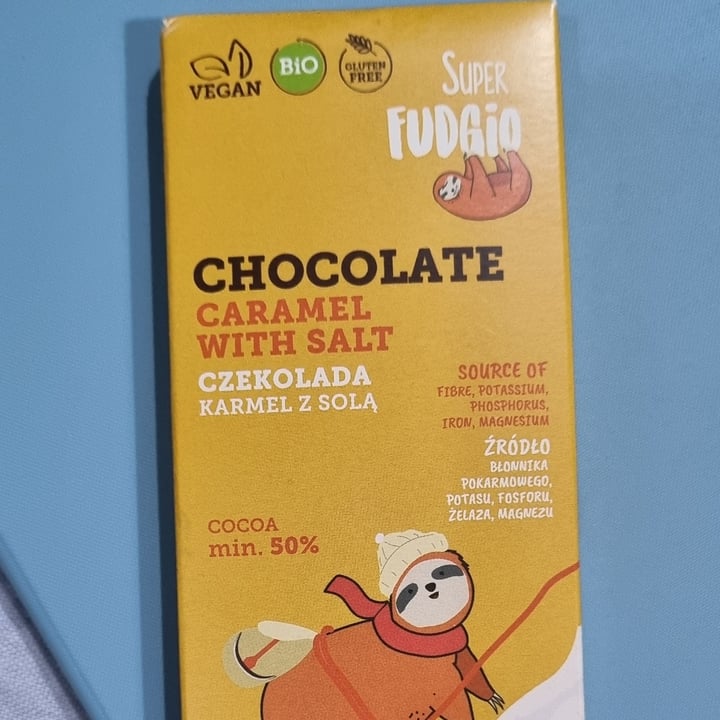 VEGAN
BiO
GLUTEN
FREE
SUPER
FUDGiO
CHOCOLATE
CARAMEL
WITH SALT
CZEKOLADA
KARMEL Z SOLĄ
SOURCE OF
FIBRE, POTASSIUM,
PHOSPHORUS,
IRON, MAGNESIUM
ŹRÓDŁO
BŁONNIKA
POKARMOWEGO,
POTASU, FOSFORU,
ŻELAZA, MAGNEZU
COCOA
min. 50%